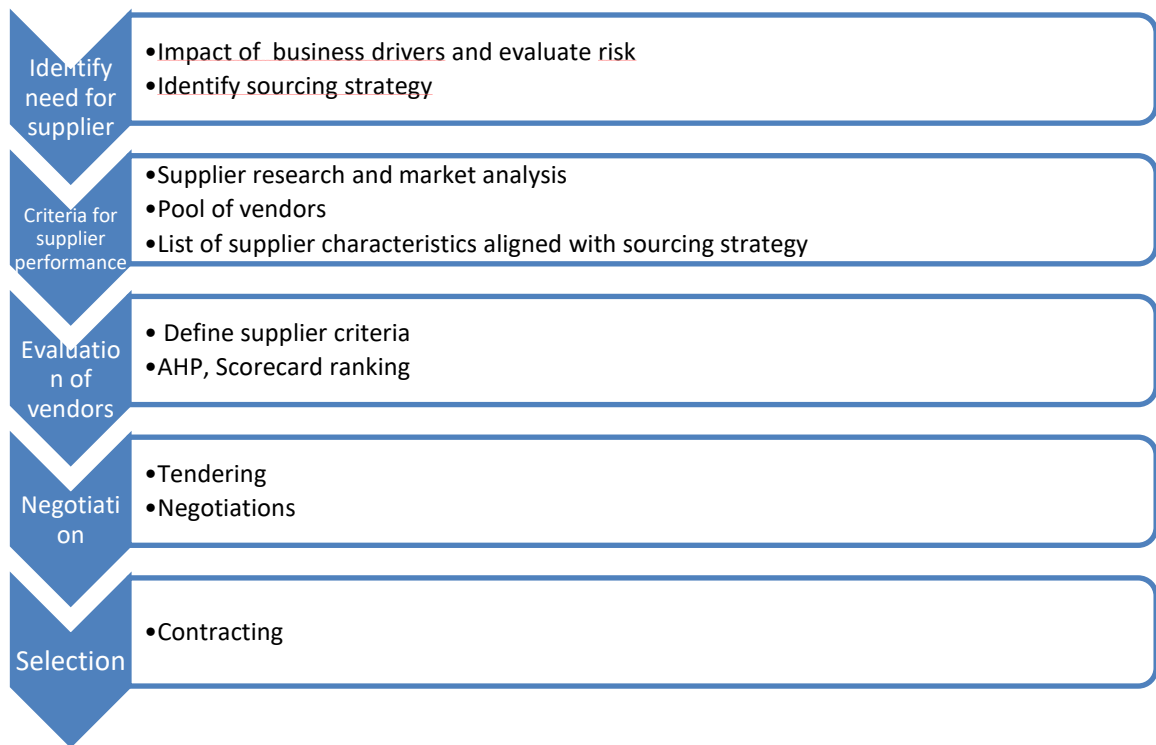 Identify
need for
supplier
•Impact of  business drivers and evaluate risk
•Identify sourcing strategy
Criteria for
supplier
performance
•Supplier research and market analysis
•Pool of vendors
•List of supplier characteristics aligned with sourcing strategy
Evaluatio
n of
vendors
• Define supplier criteria
•AHP, Scorecard ranking
Negotiati
on
•Tendering
•Negotiations
Selection
•Contracting